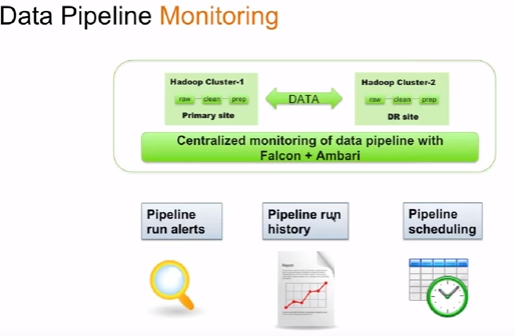 Data Pipeline Monitoring
Hadoop Cluster-1
raw clean prep
Primary site
DATA
Hadoop Cluster-2
raw clean prep
DR site
Centralized monitoring of data pipeline with
Falcon + Ambari
Pipeline
run alerts
Pipeline run
history
Pipeline
scheduling
Report